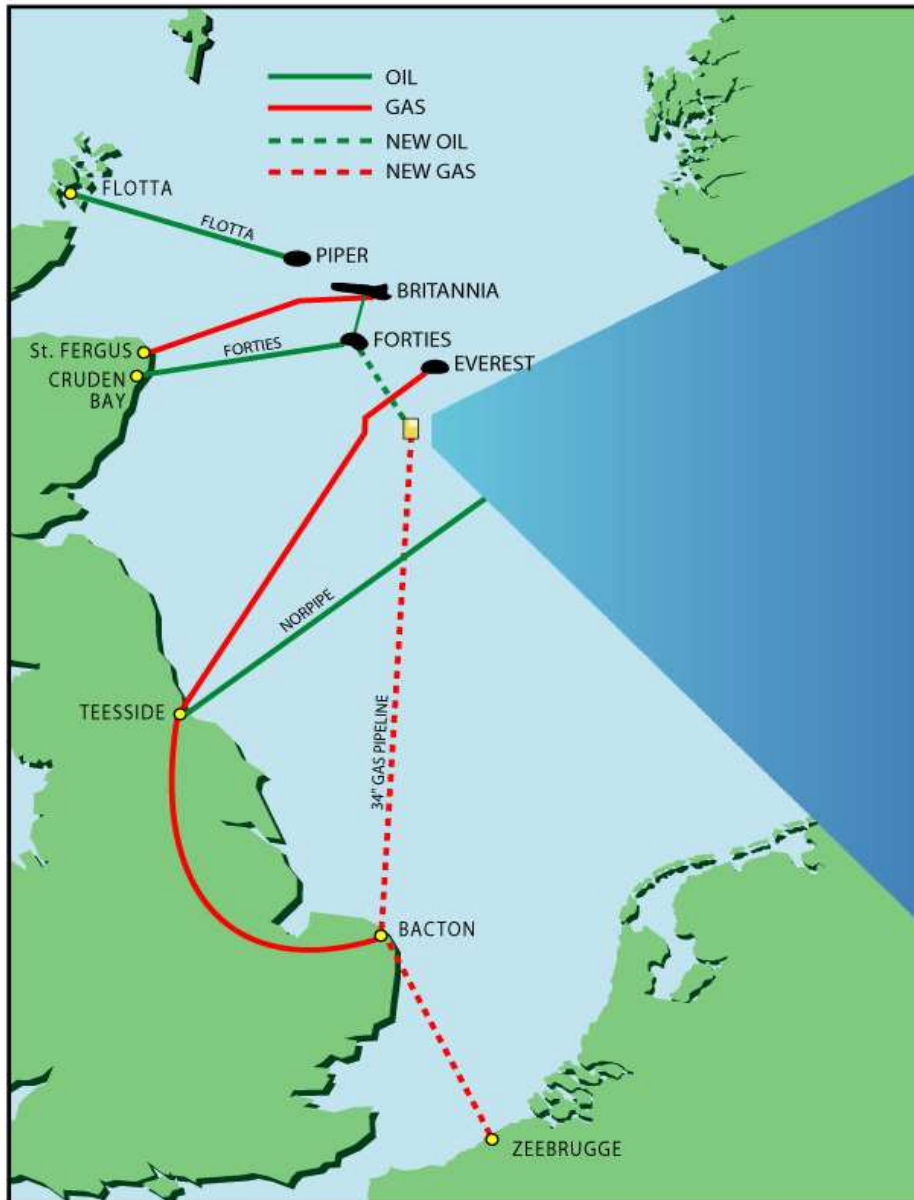 OIL
GAS
NEW OIL
NEW GAS
FLOTTA
FLOTTA
PIPER
BRITANNIA
St. FERGUS
FORTIES
FORTIES
EVEREST
CRUDEN
BAY
NORPIPE
TEESSIDE
34" GAS PIPELINE
BACTON
ZEEBRUGGE